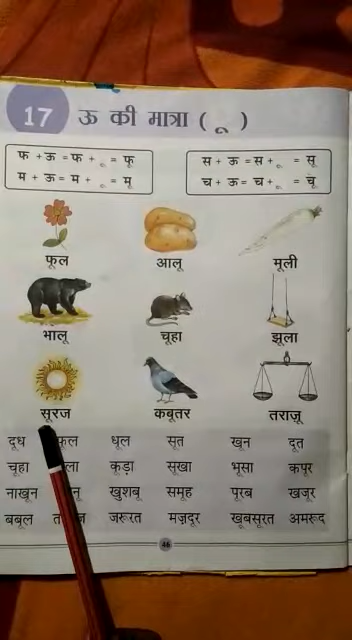 17 ऊ की मात्रा ( ू )
फ + ऊ = फ + ू = फू
म + ऊ = म + ू = मू
स + ऊ = स + ू = सू
च + ऊ = च + ू = चू
फूल आलू मूली
भालू चूहा झूला
सूरज कबूतर तराजू
दूध फूल धूल सूत खून दूत
चूहा कूड़ा सूखा भूसा कपूर
नाखून खुशबू समूह पूरब खजूर
बबूल जरूरत मज़दूर खूबसूरत अमरूद
46